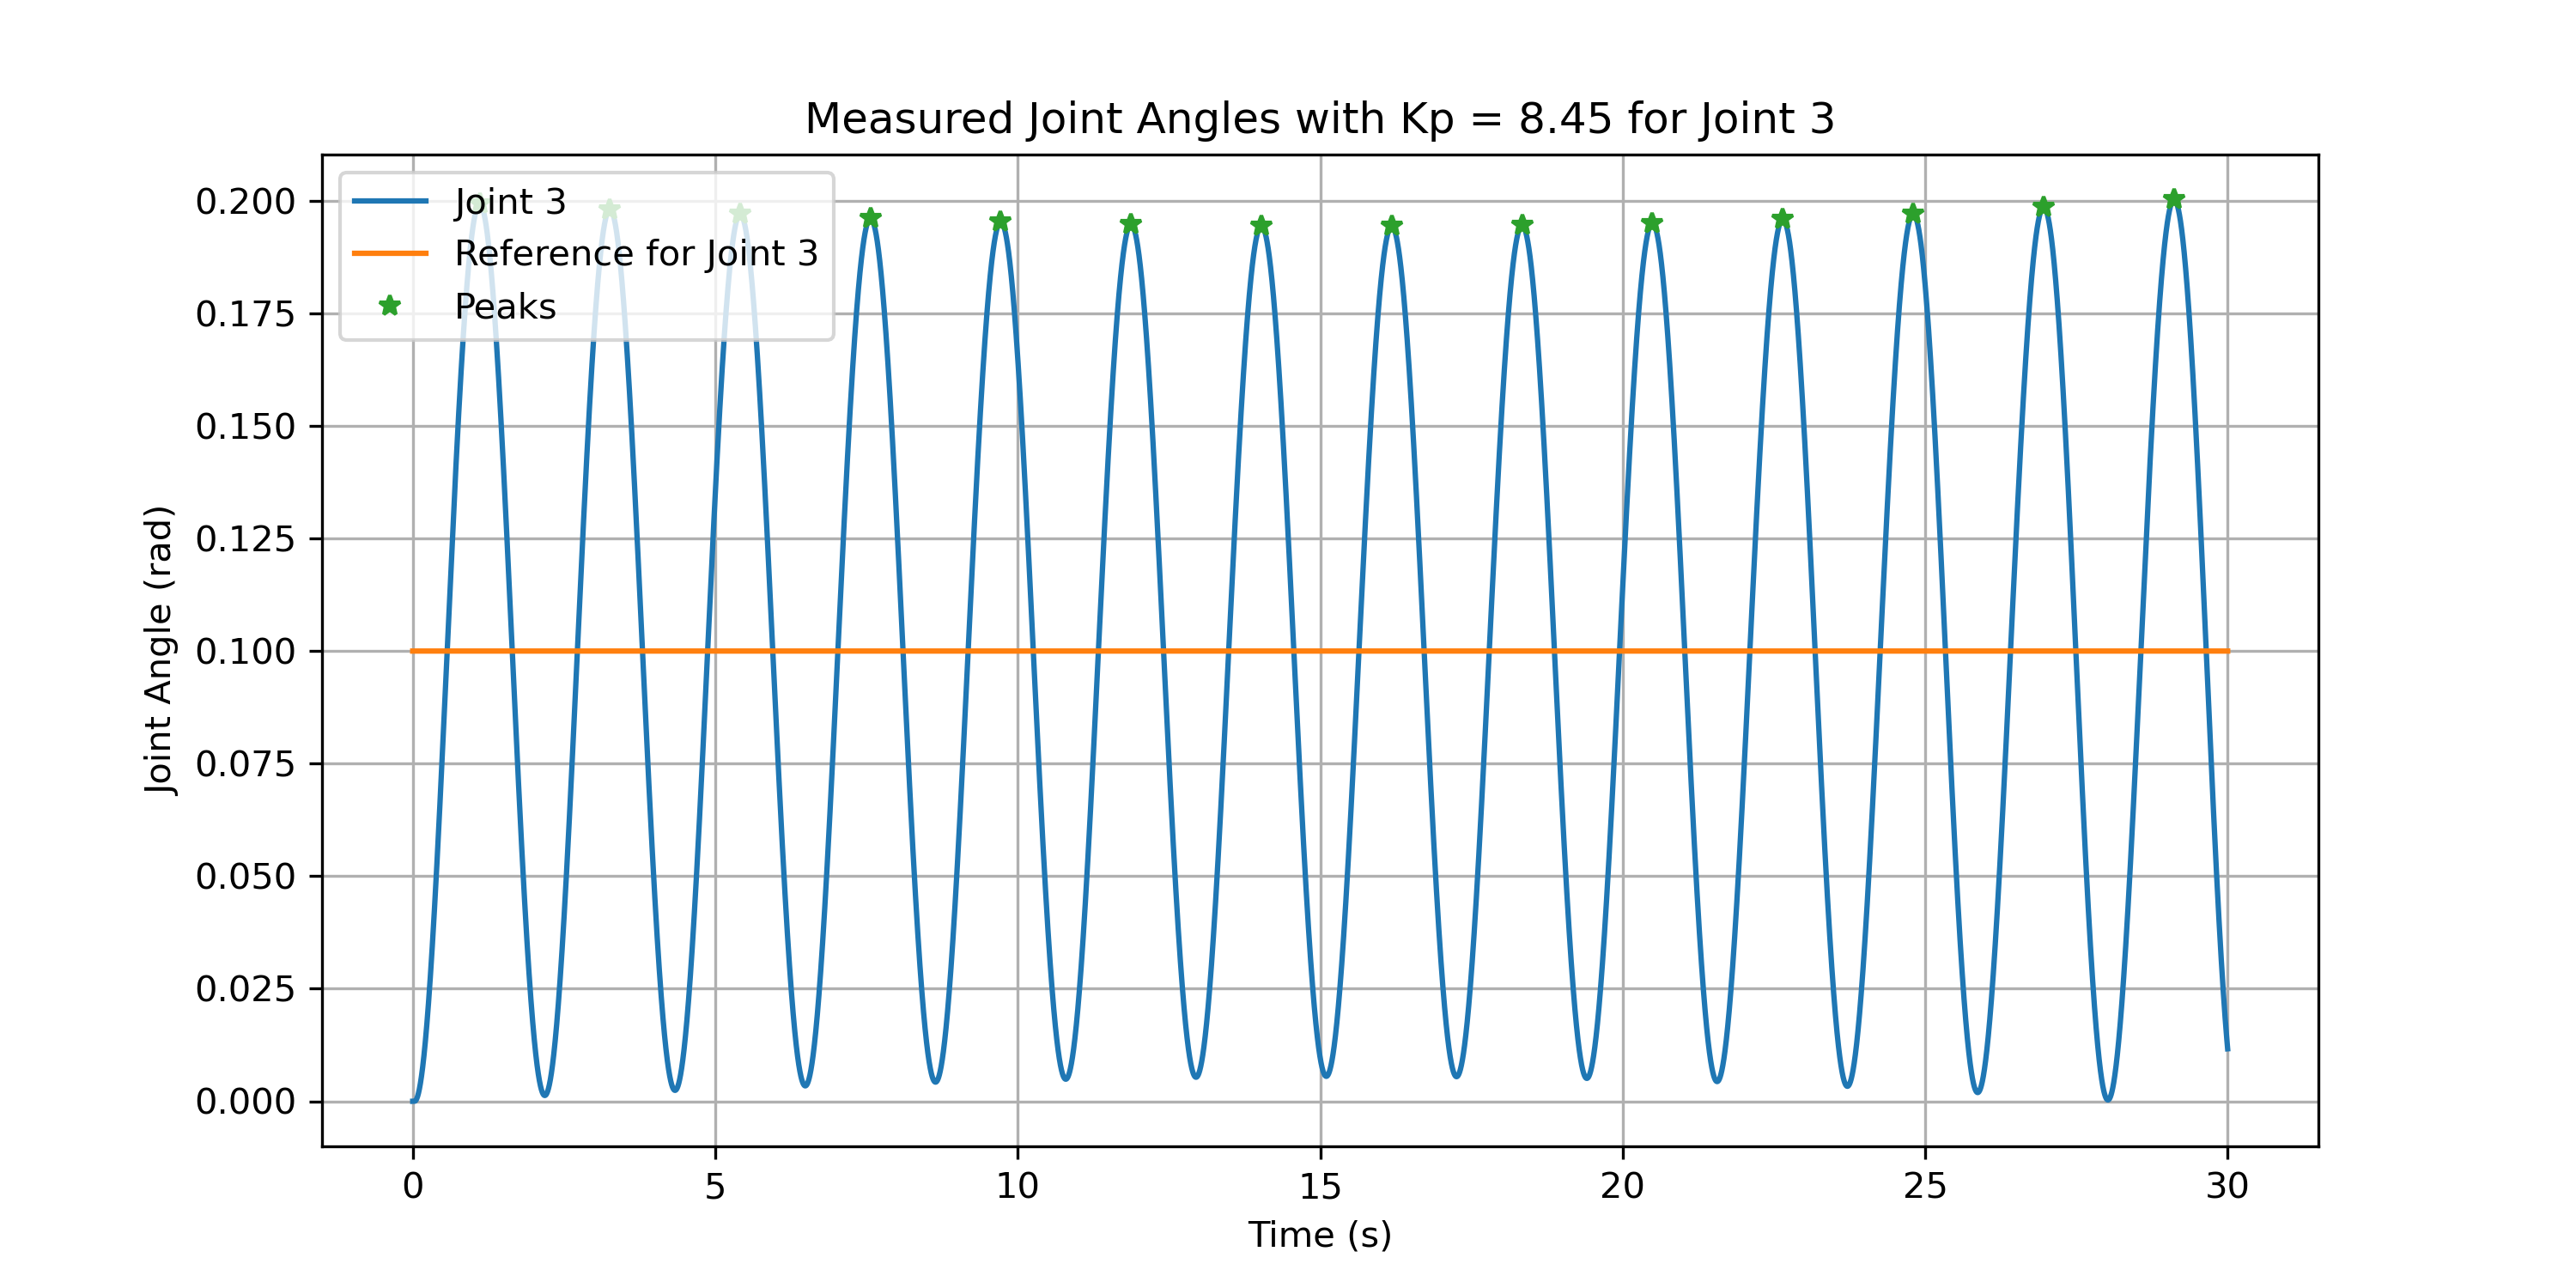 Measured Joint Angles with Kp = 8.45 for Joint 3
Joint 3
Reference for Joint 3
Peaks
0.200
0.175
0.150
0.125
0.100
0.075
0.050
0.025
0.000
Joint Angle (rad)
0 5 10 15 20 25 30
Time (s)